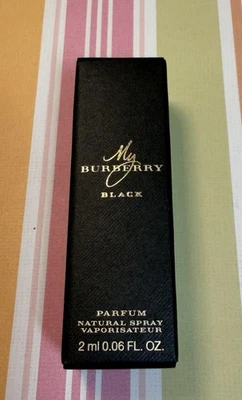 My
BURBERRY
BLACK
PARFUM
NATURAL SPRAY
VAPORISATEUR
2 ml 0.06 FL. OZ.